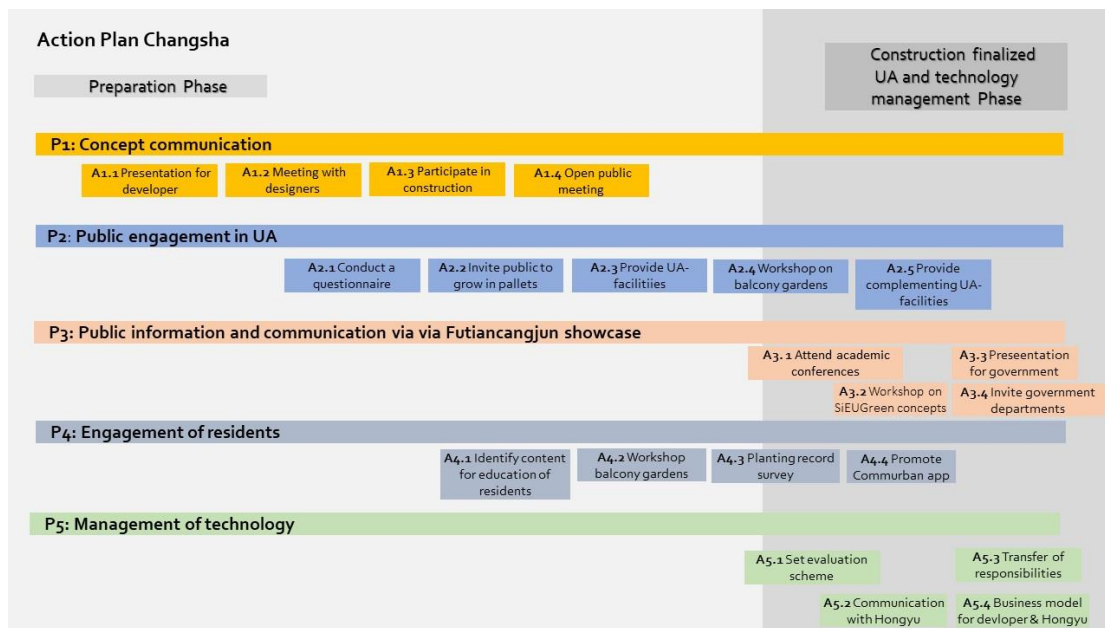 Action Plan Changsha
Preparation Phase
Construction finalized
UA and technology
management Phase
P1: Concept communication
A1.1 Presentation for
developer
A1.2 Meeting with
designers
A1.3 Participate in
construction
A1.4 Open public
meeting
P2: Public engagement in UA
A2.1 Conduct a
questionnaire
A2.2 Invite public to
grow in pallets
A2.3 Provide UA-
facilitiies
A2.4 Workshop on
balcony gardens
A2.5 Provide
complementing UA-
facilities
P3: Public information and communication via via Futiancangjun showcase
A3. 1 Attend academic
conferences
A3.3 Preseentation
for government
A3.2 Workshop on
SiEUGreen concepts
A3.4 Invite government
departments
P4: Engagement of residents
A4.1 Identify content
for education of
residents
A4.2 Workshop
balcony gardens
A4.3 Planting record
survey
A4.4 Promote
Commurban app
P5: Management of technology
A5.1 Set evaluation
scheme
A5.3 Transfer of
responsibilities
A5.2 Communication
with Hongyu
A5.4 Business model
for devloper & Hongyu